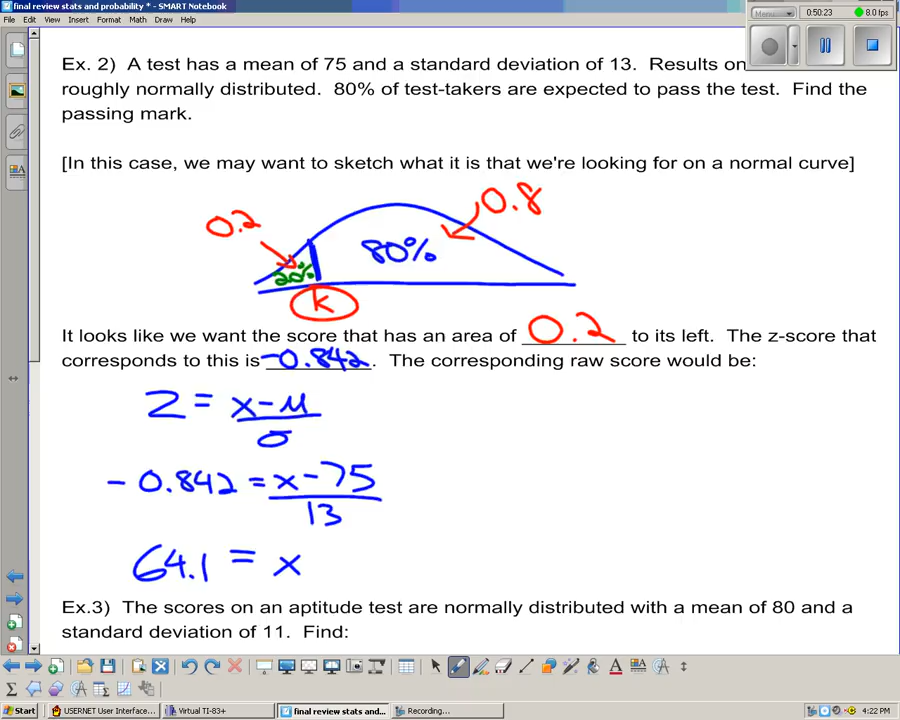 final review stats and probability * - SMART Notebook
File Edit View Insert Format Math Draw Help
Menu 0:50:23 8.0 fps
Ex. 2) A test has a mean of 75 and a standard deviation of 13. Results on
roughly normally distributed. 80% of test-takers are expected to pass the test. Find the
passing mark.
[In this case, we may want to sketch what it is that we're looking for on a normal curve]
0.2 0.8
20% 80%
K
It looks like we want the score that has an area of 0.2 to its left. The z-score that
corresponds to this is -0.842. The corresponding raw score would be:
Z = x-μ
σ
-0.842 = x-75
13
64.1 = x
Ex.3) The scores on an aptitude test are normally distributed with a mean of 80 and a
standard deviation of 11. Find:
Start USERNET User Interface... Virtual TI-83+ final review stats and... Recording... 4:22 PM